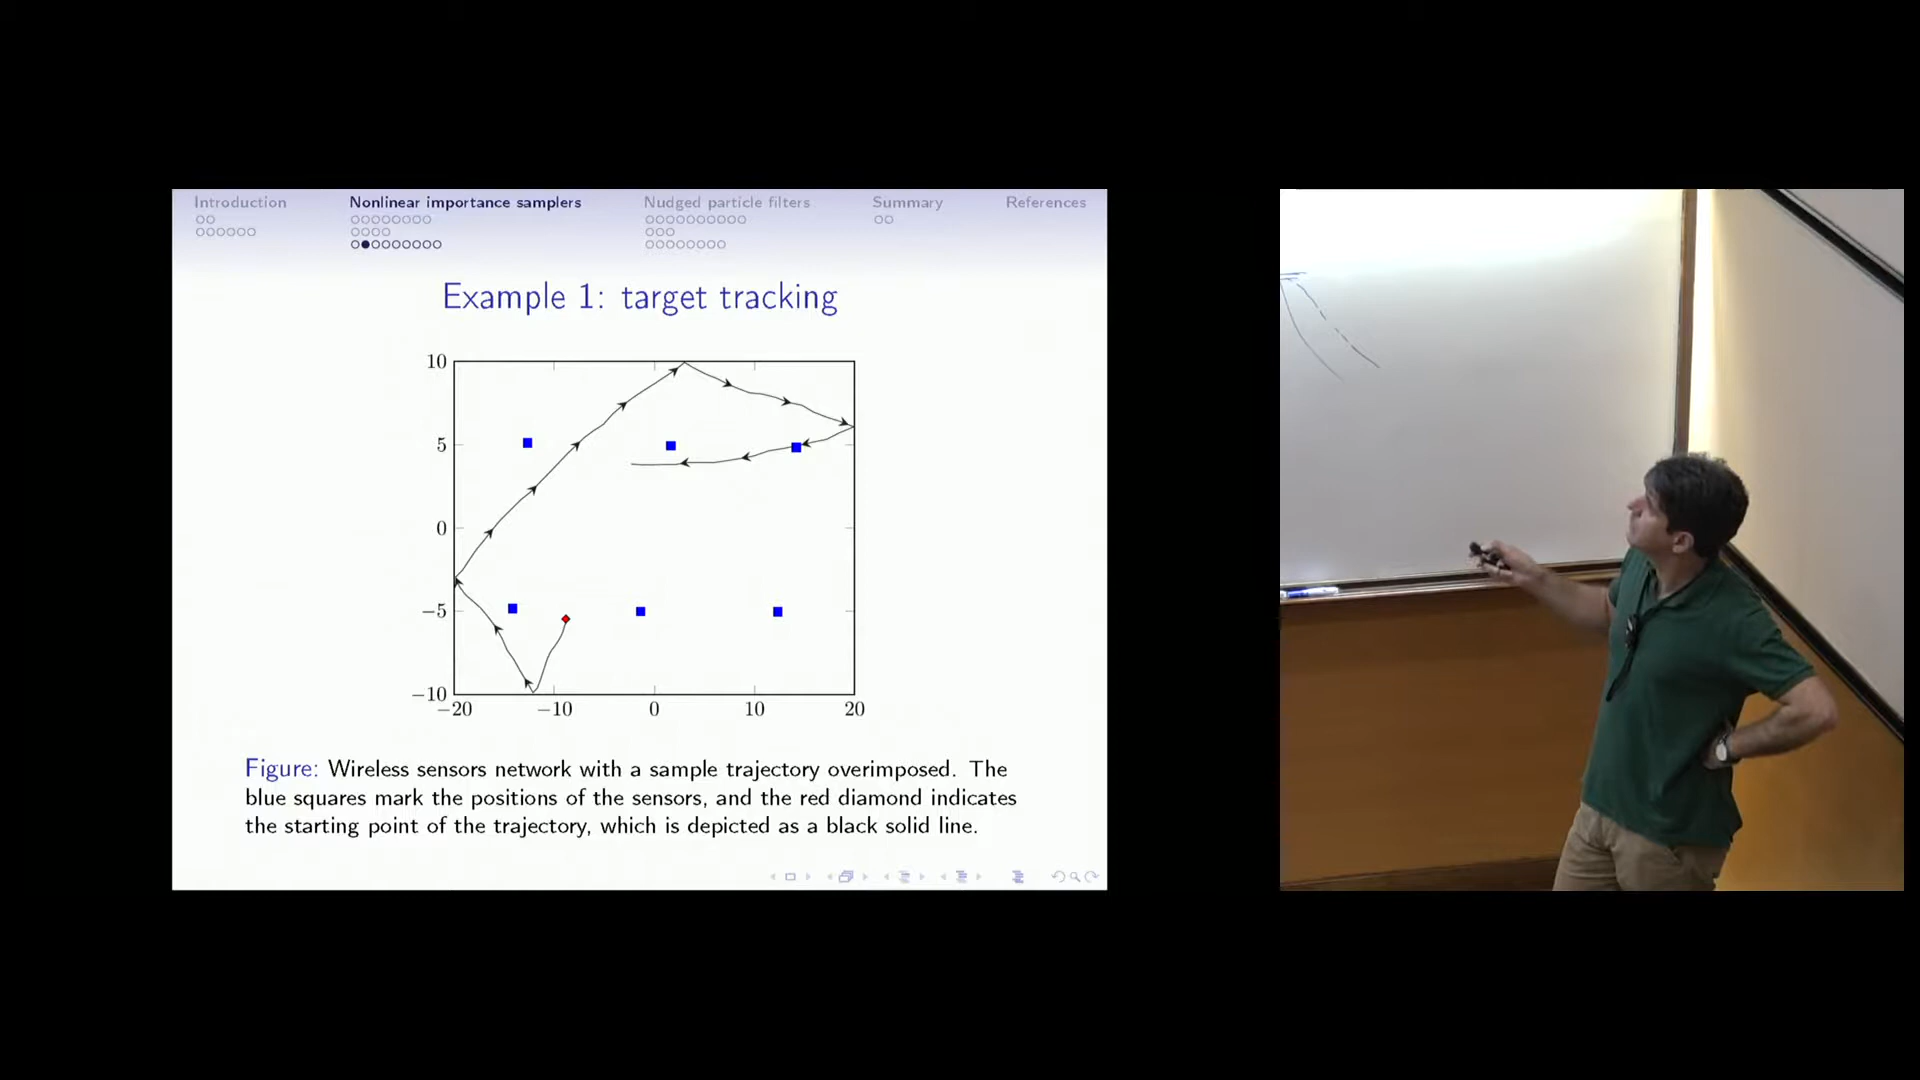 Introduction Nonlinear importance samplers Nudged particle filters Summary References
Example 1: target tracking
10
5
0
−5
−10
−20 −10 0 10 20
Figure: Wireless sensors network with a sample trajectory overimposed. The
blue squares mark the positions of the sensors, and the red diamond indicates
the starting point of the trajectory, which is depicted as a black solid line.